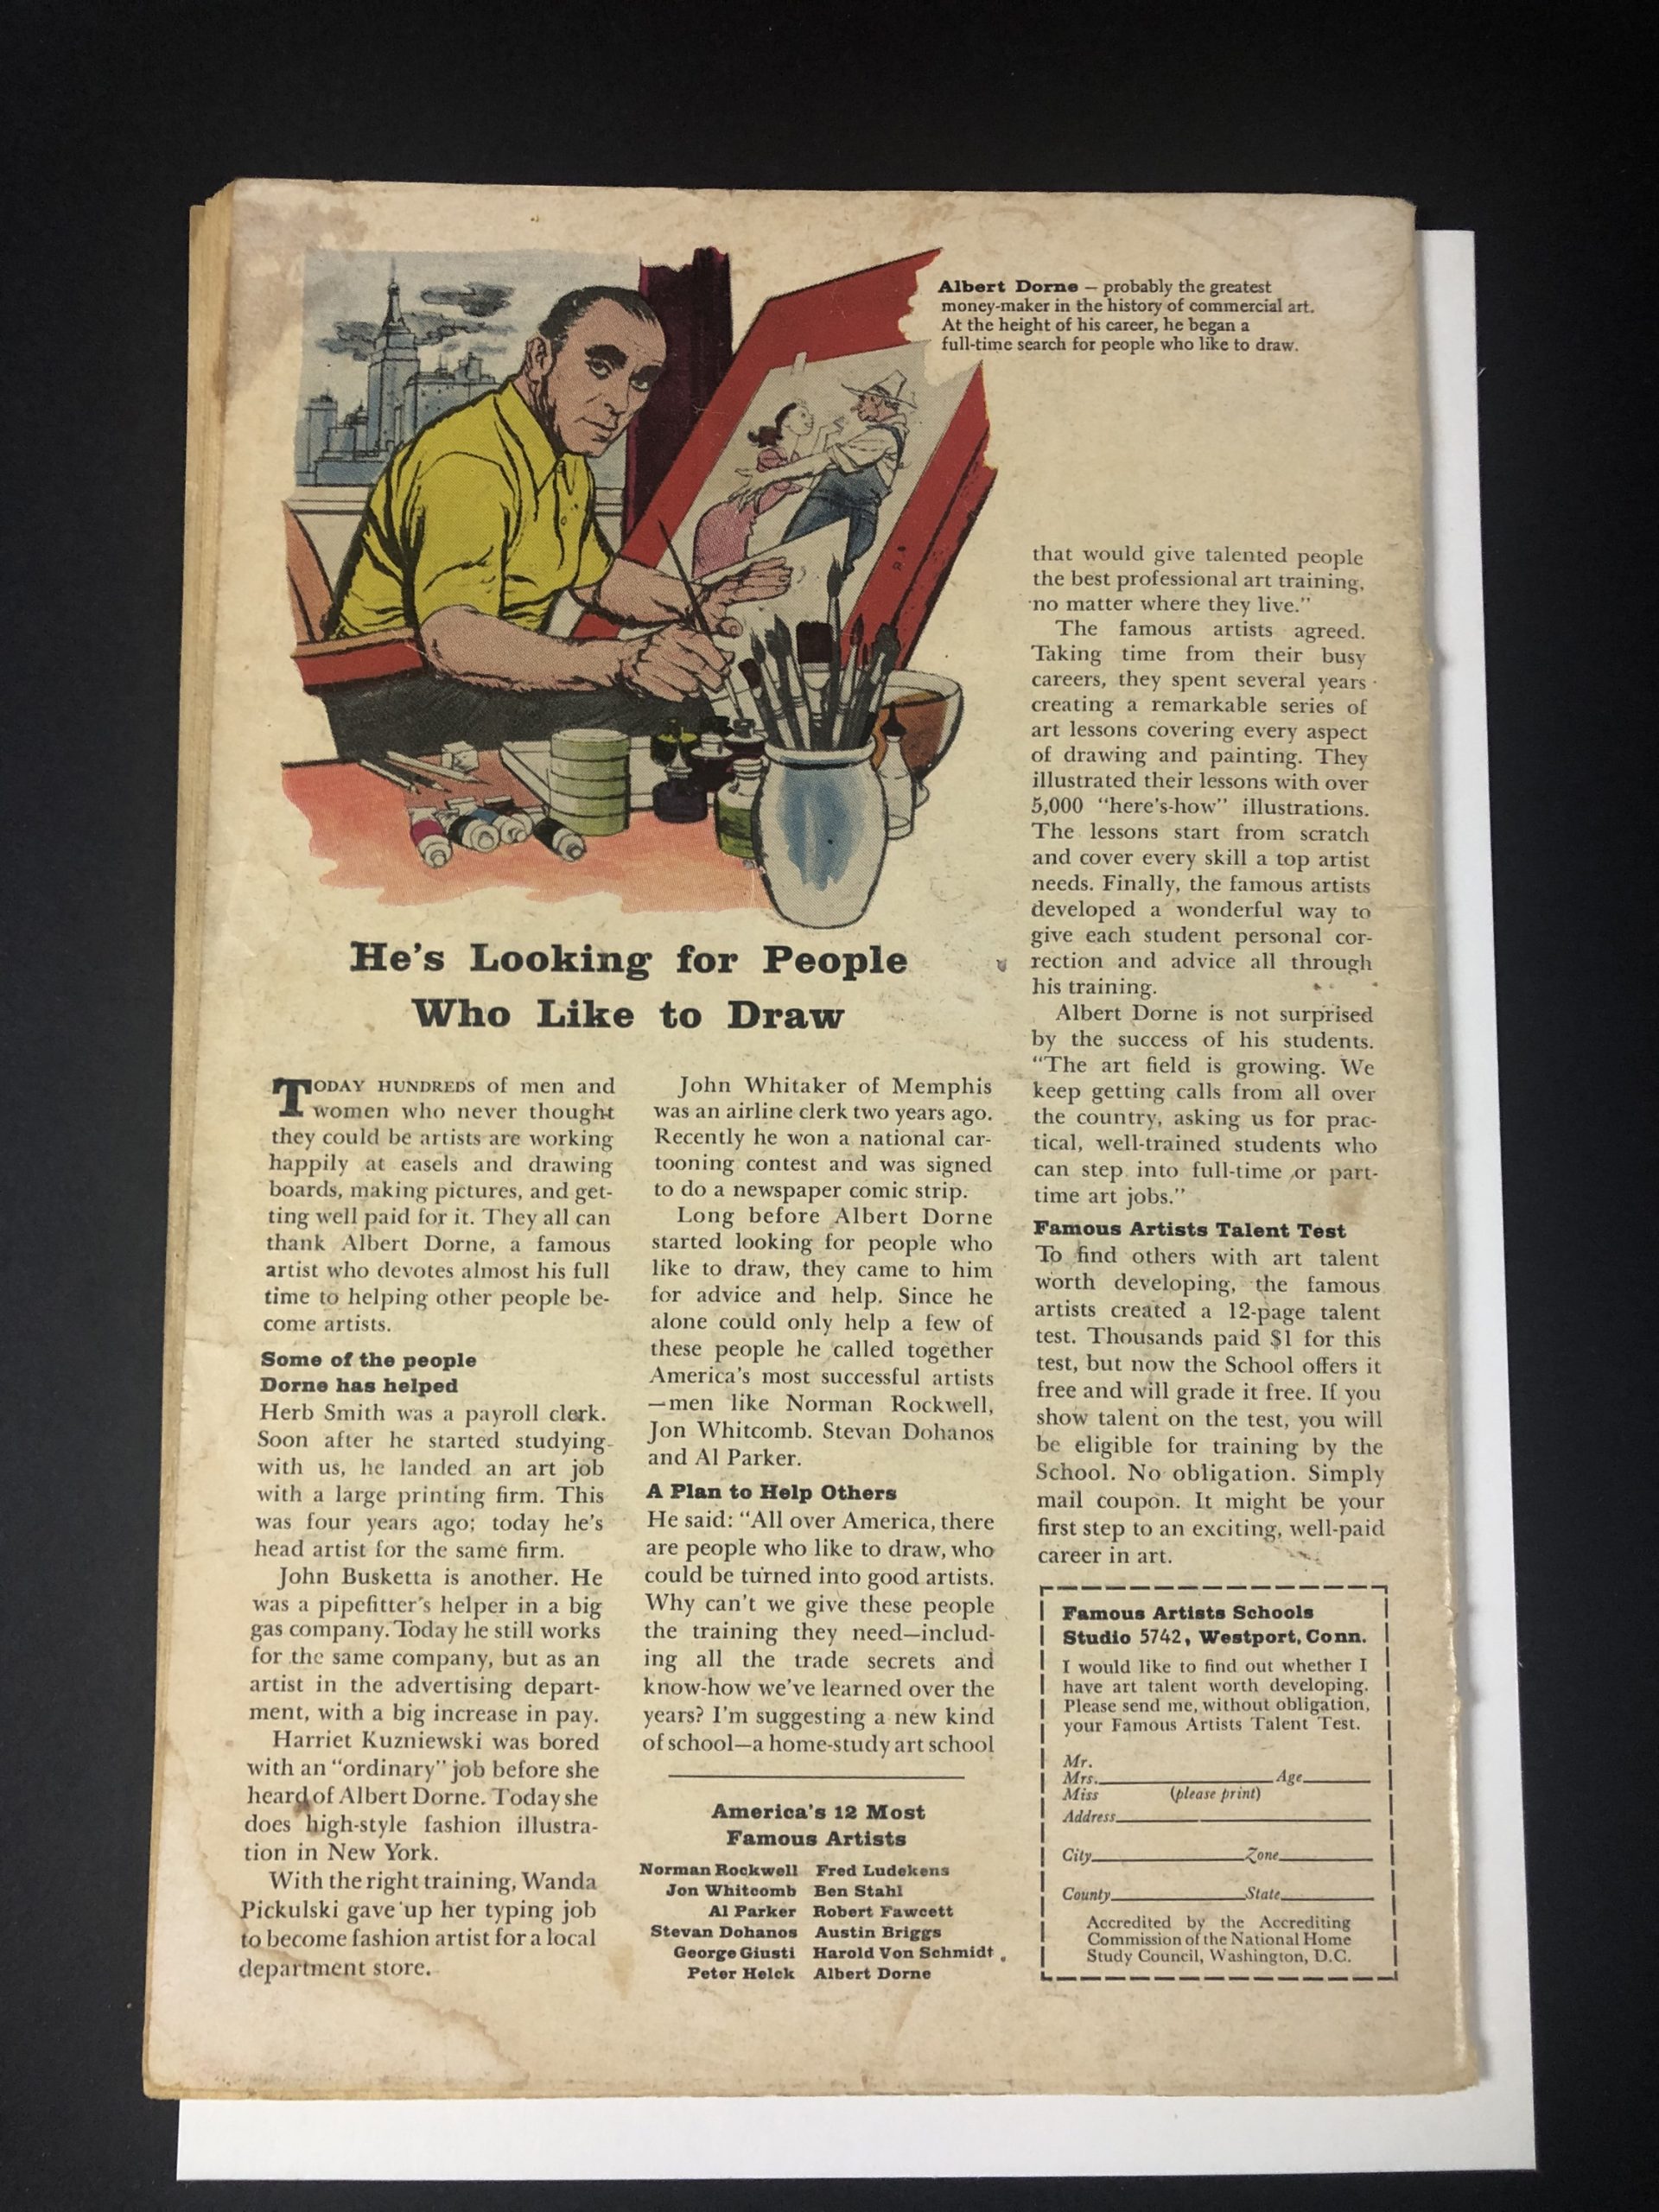 Albert Dorne — probably the greatest
money-maker in the history of commercial art.
At the height of his career, he began a
full-time search for people who like to draw.
He's Looking for People
Who Like to Draw
TODAY HUNDREDS of men and
women who never thought
they could be artists are working
happily at easels and drawing
boards, making pictures, and get-
ting well paid for it. They all can
thank Albert Dorne, a famous
artist who devotes almost his full
time to helping other people be-
come artists.
Some of the people
Dorne has helped
Herb Smith was a payroll clerk.
Soon after he started studying
with us, he landed an art job
with a large printing firm. This
was four years ago; today he's
head artist for the same firm.
John Busketta is another. He
was a pipefitter's helper in a big
gas company. Today he still works
for the same company, but as an
artist in the advertising depart-
ment, with a big increase in pay.
Harriet Kuzniewski was bored
with an "ordinary" job before she
heard of Albert Dorne. Today she
does high-style fashion illustra-
tion in New York.
With the right training, Wanda
Pickulski gave up her typing job
to become fashion artist for a local
department store.
John Whitaker of Memphis
was an airline clerk two years ago.
Recently he won a national car-
tooning contest and was signed
to do a newspaper comic strip.
Long before Albert Dorne
started looking for people who
like to draw, they came to him
for advice and help. Since he
alone could only help a few of
these people he called together
America's most successful artists
—men like Norman Rockwell,
Jon Whitcomb. Stevan Dohanos
and Al Parker.
A Plan to Help Others
He said: "All over America, there
are people who like to draw, who
could be turned into good artists.
Why can't we give these people
the training they need—includ-
ing all the trade secrets and
know-how we've learned over the
years? I'm suggesting a new kind
of school—a home-study art school
America's 12 Most
Famous Artists
Norman Rockwell Fred Ludekens
Jon Whitcomb Ben Stahl
Al Parker Robert Fawcett
Stevan Dohanos Austin Briggs
George Giusti Harold Von Schmidt
Peter Helck Albert Dorne
that would give talented people
the best professional art training,
no matter where they live."
The famous artists agreed.
Taking time from their busy
careers, they spent several years
creating a remarkable series of
art lessons covering every aspect
of drawing and painting. They
illustrated their lessons with over
5,000 "here's-how" illustrations.
The lessons start from scratch
and cover every skill a top artist
needs. Finally, the famous artists
developed a wonderful way to
give each student personal cor-
rection and advice all through
his training.
Albert Dorne is not surprised
by the success of his students.
"The art field is growing. We
keep getting calls from all over
the country, asking us for prac-
tical, well-trained students who
can step into full-time or part-
time art jobs."
Famous Artists Talent Test
To find others with art talent
worth developing, the famous
artists created a 12-page talent
test. Thousands paid $1 for this
test, but now the School offers it
free and will grade it free. If you
show talent on the test, you will
be eligible for training by the
School. No obligation. Simply
mail coupon. It might be your
first step to an exciting, well-paid
career in art.
Famous Artists Schools
Studio 5742, Westport, Conn.
I would like to find out whether I
have art talent worth developing.
Please send me, without obligation,
your Famous Artists Talent Test.
Mr.
Mrs. Age
Miss (please print)
Address
City Zone
County State
Accredited by the Accrediting
Commission of the National Home
Study Council, Washington, D.C.